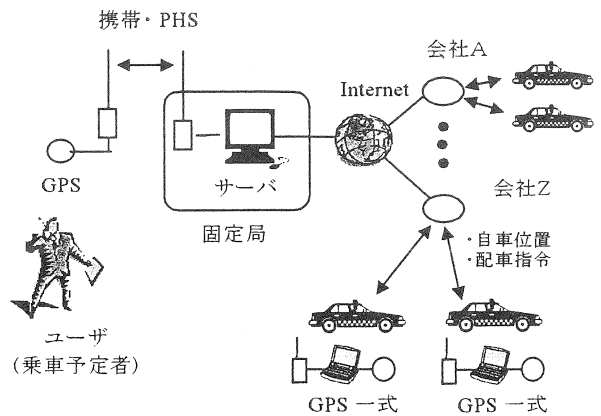 携帯・PHS
会社A
Internet
GPS
サーバ
会社Z
固定局
・自車位置
・配車指令
ユーザ
(乗車予定者)
GPS 一式
GPS 一式